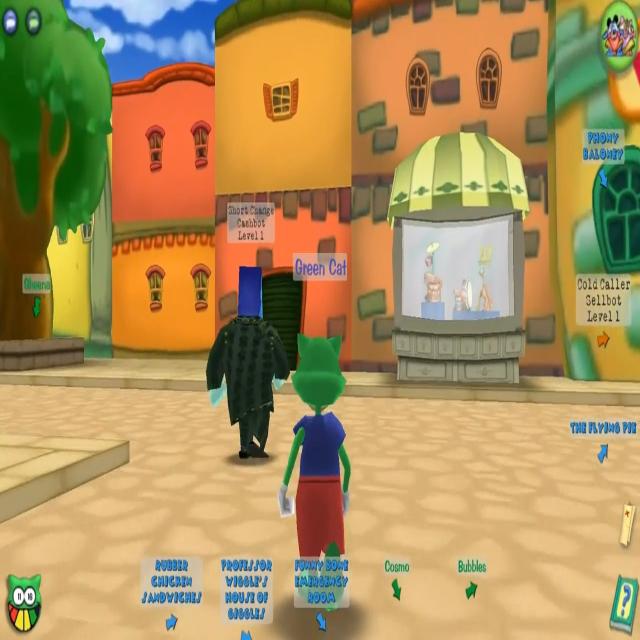 PHONY
BALONEY
Short Change
Cashbot
Level 1
Green Cat
Cold Caller
Sellbot
Level 1
THE FLYING PIE
RUBBER
CHICKEN
SANDWICHES
PROFESSOR
WIGGLE'S
HOUSE OF
GIGGLES
FUNNY BONE
EMERGENCY
ROOM
Cosmo
Bubbles
?